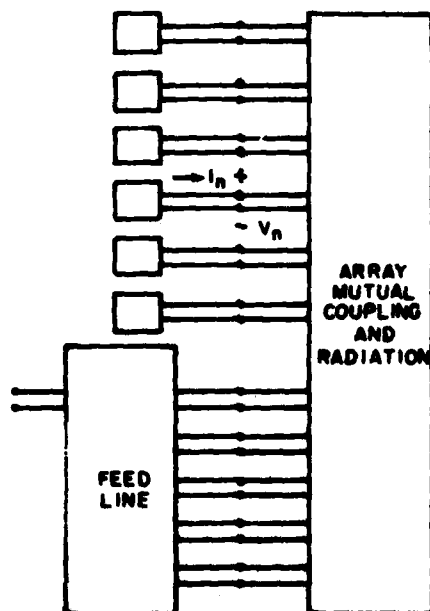 I_n +
~ V_n
ARRAY
MUTUAL
COUPLING
AND
RADIATION
FEED
LINE